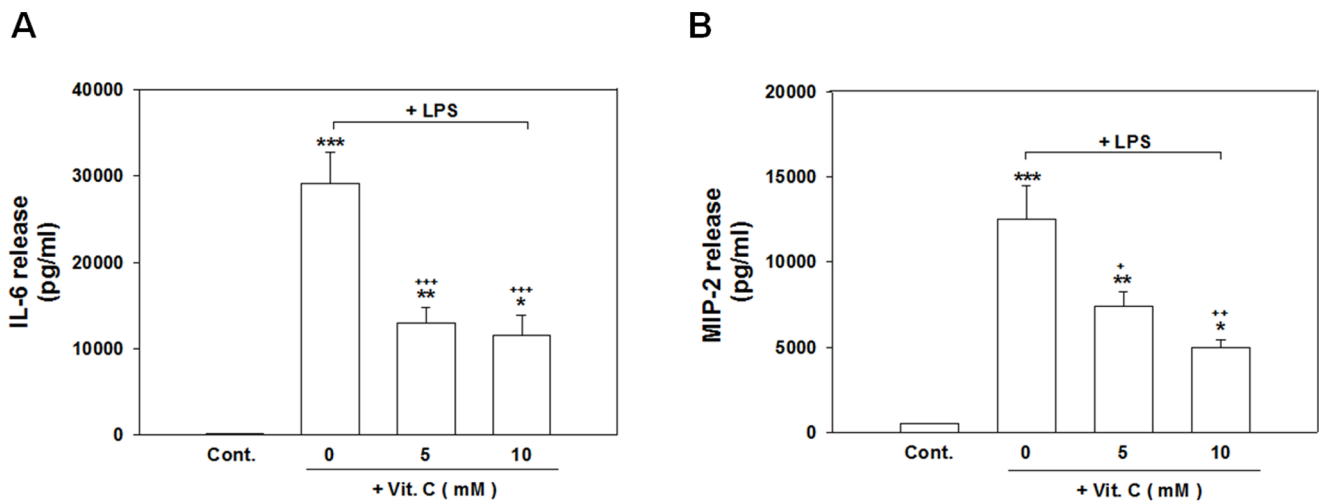 A
B
40000
30000
20000
10000
0
IL-6 release
(pg/ml)
+ LPS
***
+++
**
+++
*
Cont.
0
5
10
+ Vit. C ( mM )
20000
15000
10000
5000
0
MIP-2 release
(pg/ml)
+ LPS
***
+
**
++
*
Cont.
0
5
10
+ Vit. C ( mM )